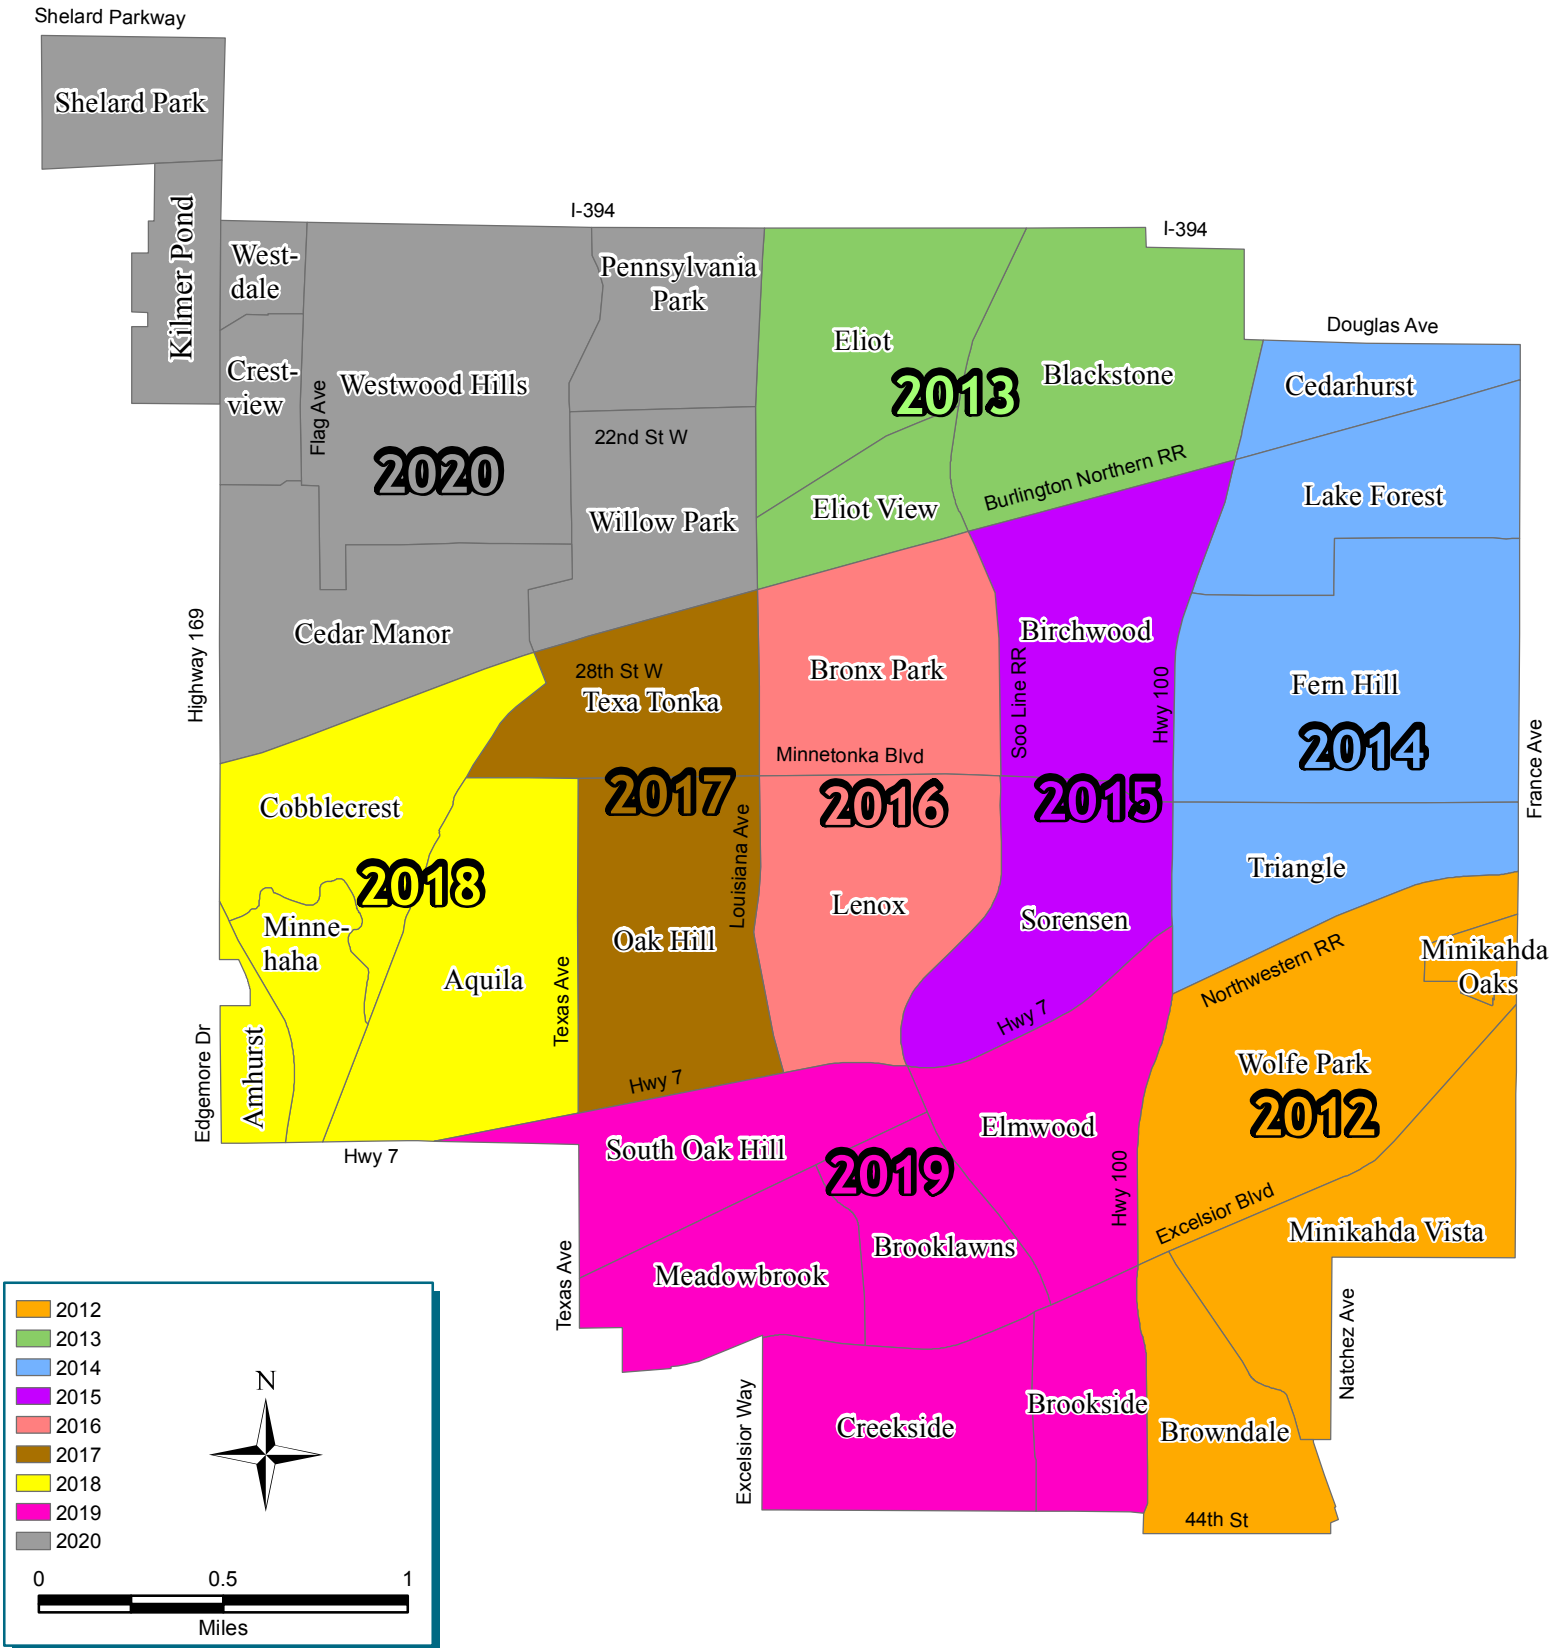 Shelard Parkway
Shelard Park
Kilmer Pond
I-394
I-394
West-
dale
Pennsylvania
Park
Eliot
Douglas Ave
Crest-
view
Flag Ave
Westwood Hills
2013
Blackstone
Cedarhurst
22nd St W
2020
Burlington Northern RR
Willow Park
Eliot View
Lake Forest
Highway 169
Cedar Manor
28th St W
Texa Tonka
Bronx Park
Birchwood
Soo Line RR
Hwy 100
Fern Hill
2014
France Ave
Minnetonka Blvd
Cobblecrest
2017
2016
2015
2018
Louisiana Ave
Triangle
Minne-
haha
Lenox
Sorensen
Oak Hill
Aquila
Texas Ave
Minikahda
Oaks
Northwestern RR
Hwy 7
Edgemore Dr
Amhurst
Hwy 7
Wolfe Park
2012
Hwy 7
South Oak Hill
Elmwood
2019
Hwy 100
Excelsior Blvd
Minikahda Vista
Brooklawns
Meadowbrook
Texas Ave
Natchez Ave
Excelsior Way
Creekside
Brookside
Browndale
44th St
2012
2013
2014
2015
2016
2017
2018
2019
2020
N
0 0.5 1
Miles